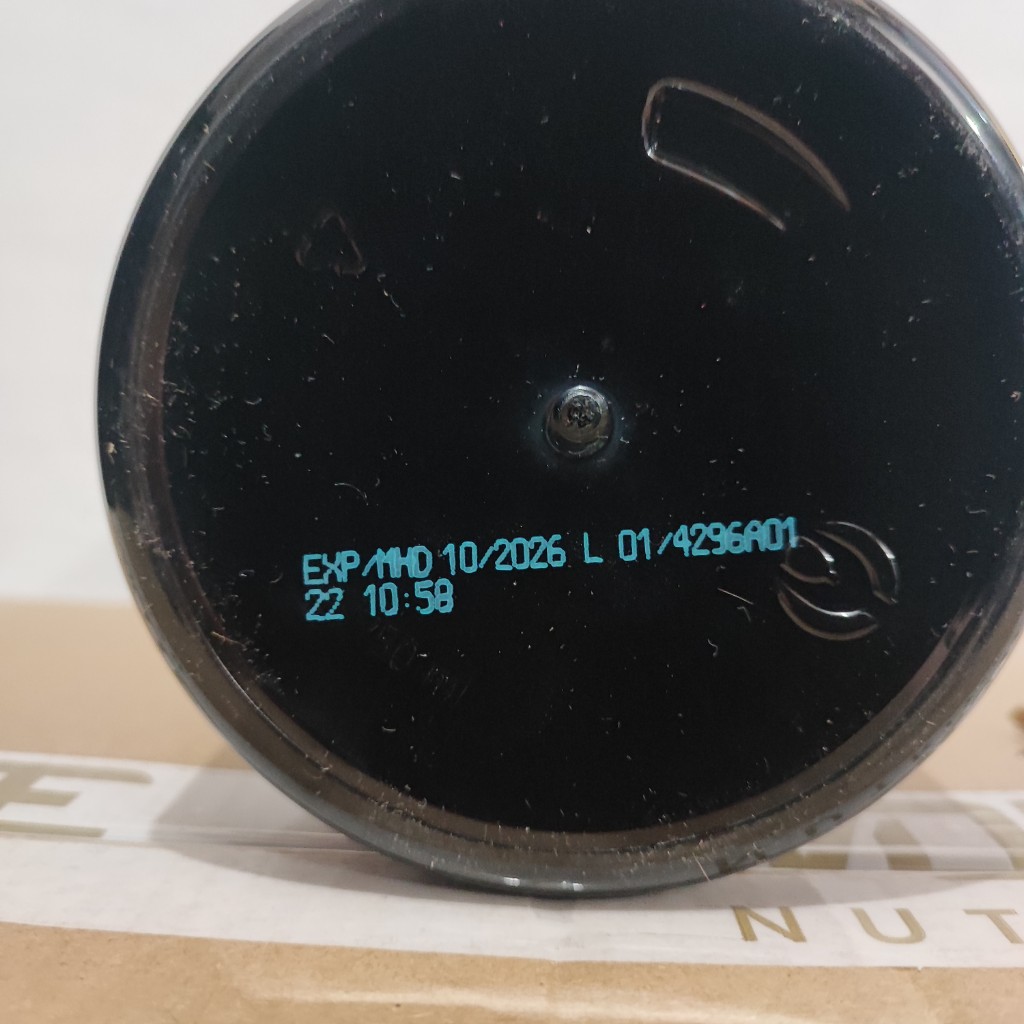 EXP/MHD 10/2026 L 01/4296A01
22 10:58
E
NUT